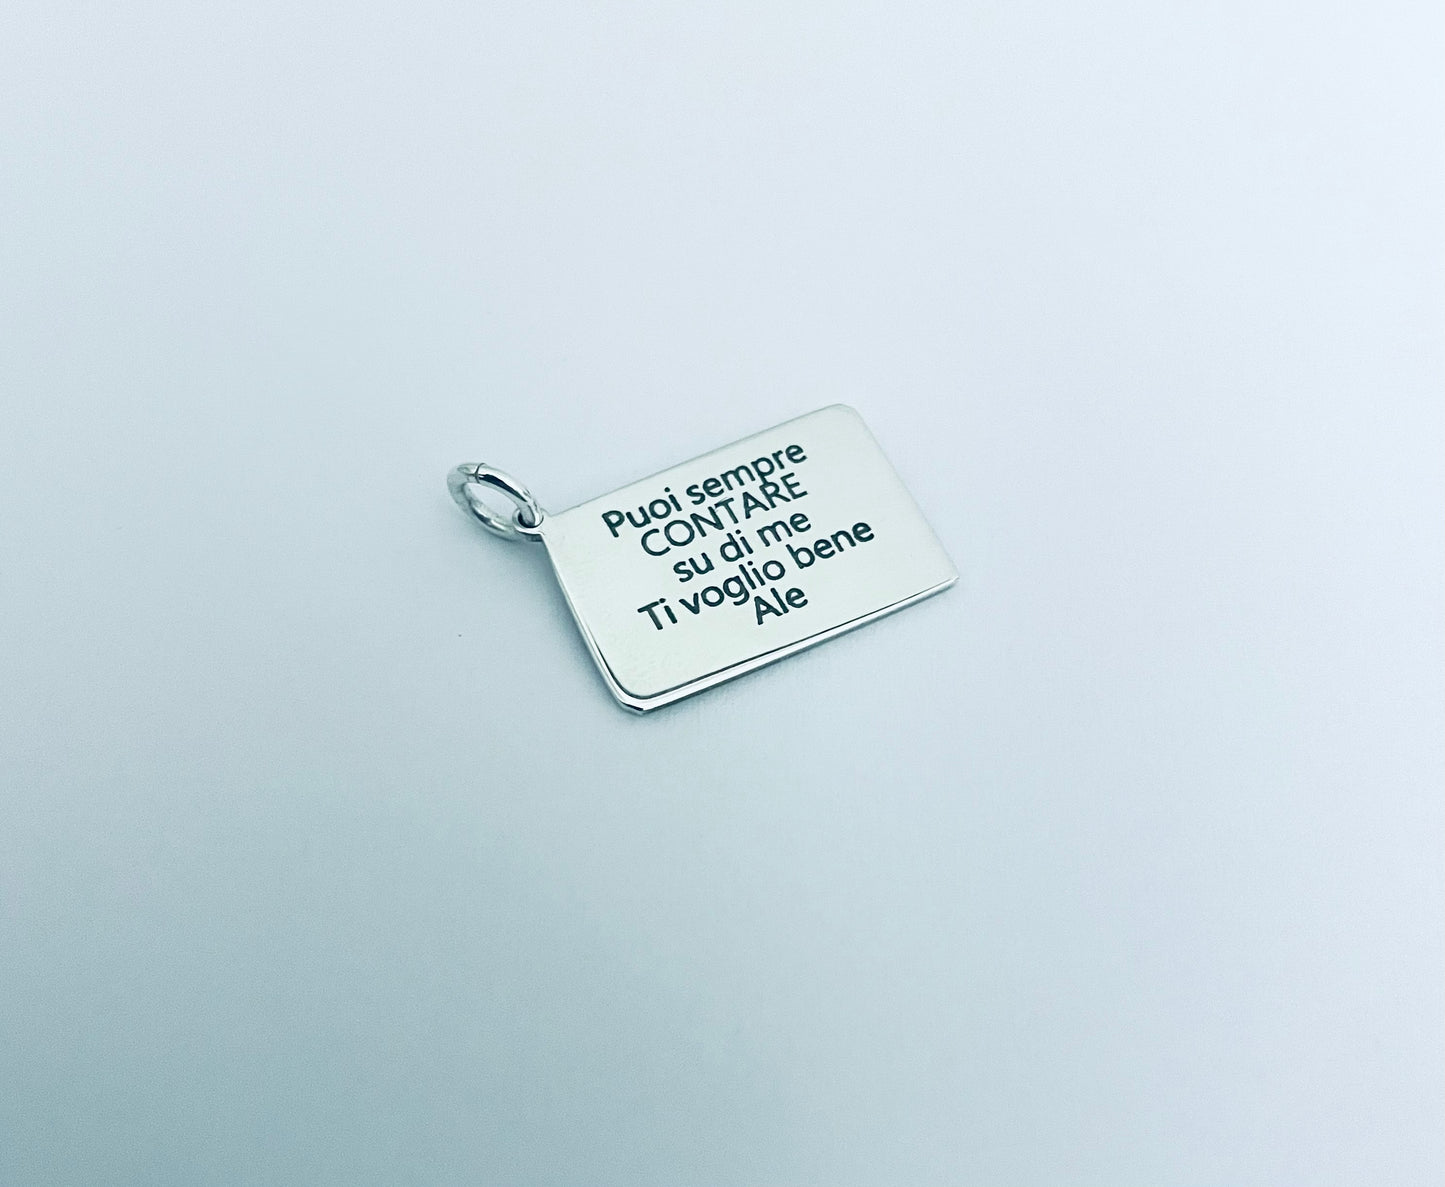 Puoi sempre
CONTARE
su di me
Ti voglio bene
Ale